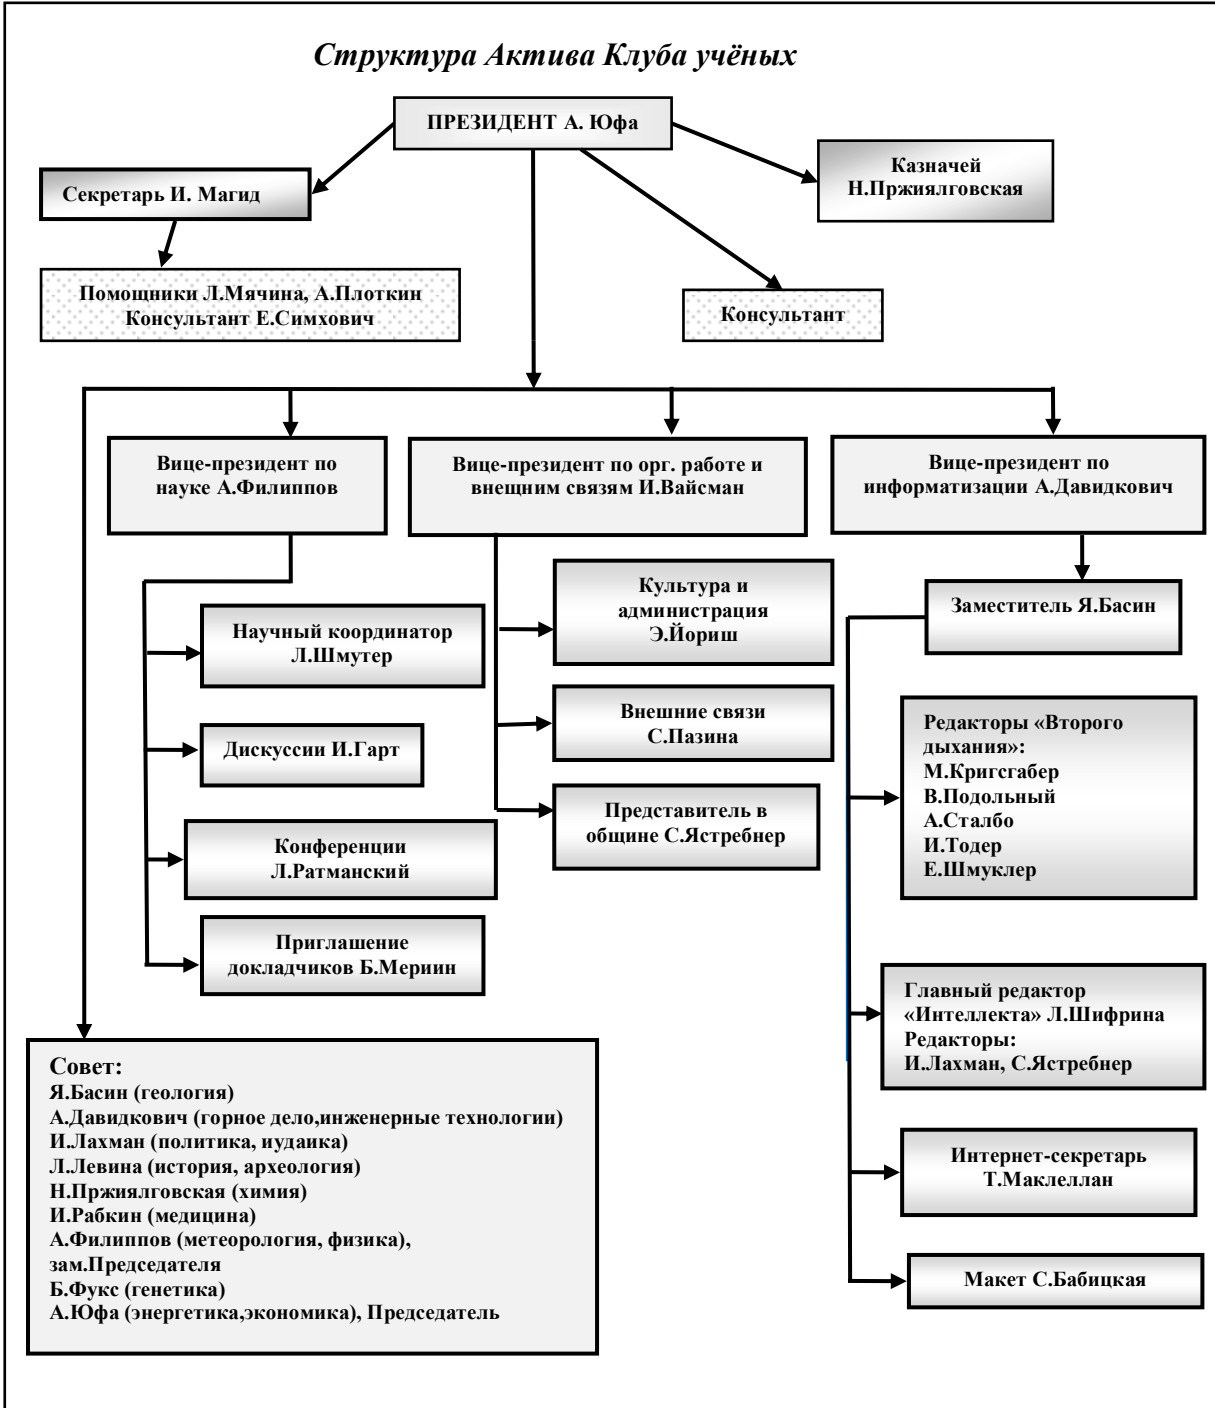 Структура Актива Клуба учёных
ПРЕЗИДЕНТ А. Юфа
Казначей
Н.Пржиялговская
Секретарь И. Магид
Помощники Л.Мячина, А.Плоткин
Консультант Е.Симхович
Консультант
Вице-президент по
науке А.Филиппов
Вице-президент по орг. работе и
внещним связям И.Вайсман
Вице-президент по
информатизации А.Давидкович
Научный координатор
Л.Шмутер
Дискуссии И.Гарт
Конференции
Л.Ратманский
Приглашение
докладчиков Б.Мериин
Культура и
администрация
Э.Йориш
Внешние связи
С.Пазина
Представитель в
общине С.Ястребнер
Заместитель Я.Басин
Редакторы «Второго
дыхания»:
М.Кригсгабер
В.Подольный
А.Сталбо
И.Тодер
Е.Шмуклер
Главный редактор
«Интеллекта» Л.Шифрина
Редакторы:
И.Лахман, С.Ястребнер
Интернет-секретарь
Т.Маклеллан
Макет С.Бабицкая
Совет:
Я.Басин (геология)
А.Давидкович (горное дело,инженерные технологии)
И.Лахман (политика, иудаика)
Л.Левина (история, археология)
Н.Пржиялговская (химия)
И.Рабкин (медицина)
А.Филиппов (метеорология, физика),
зам.Председателя
Б.Фукс (генетика)
А.Юфа (энергетика,экономика), Председатель